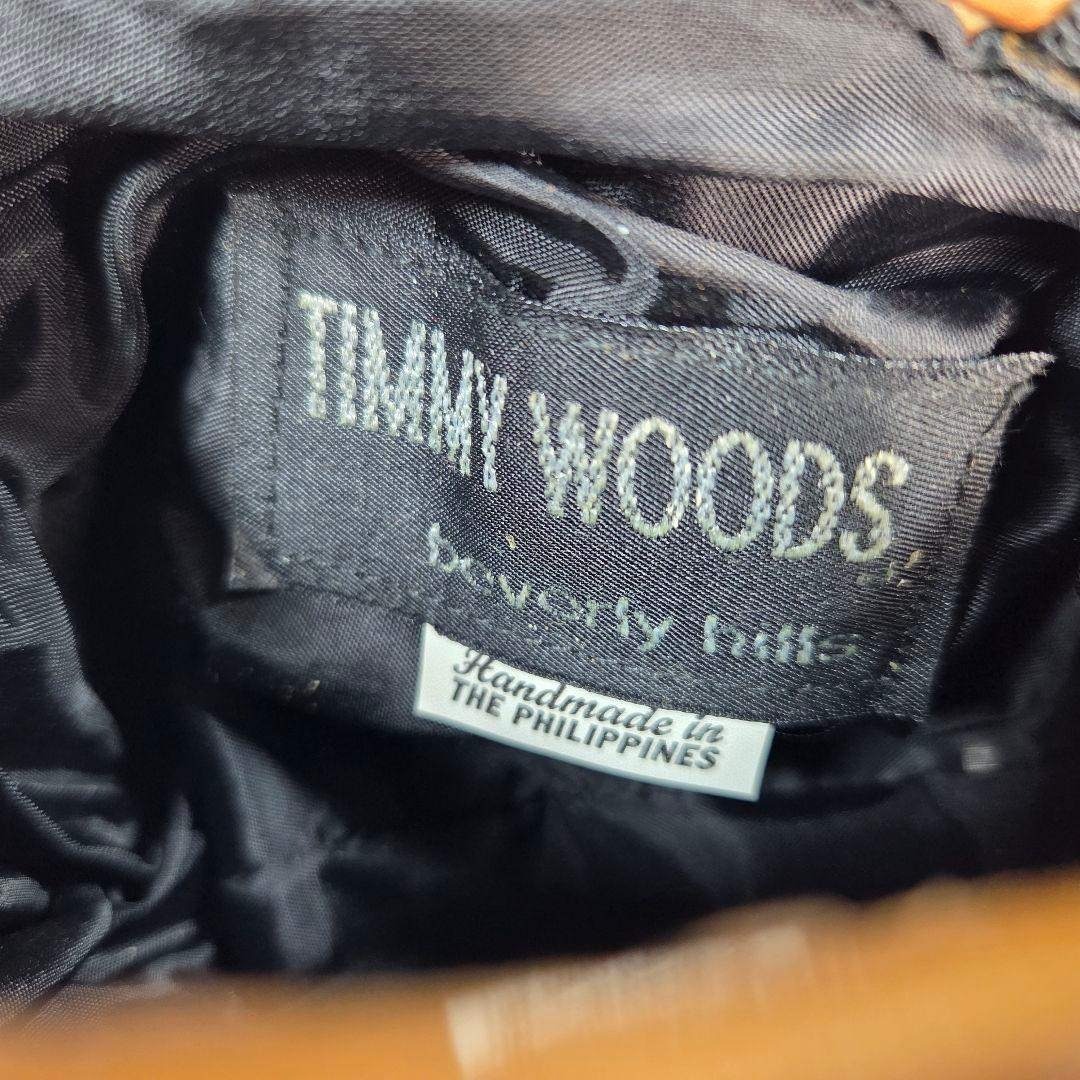 TIMMY WOODS
beverly hills
Handmade in
THE PHILIPPINES